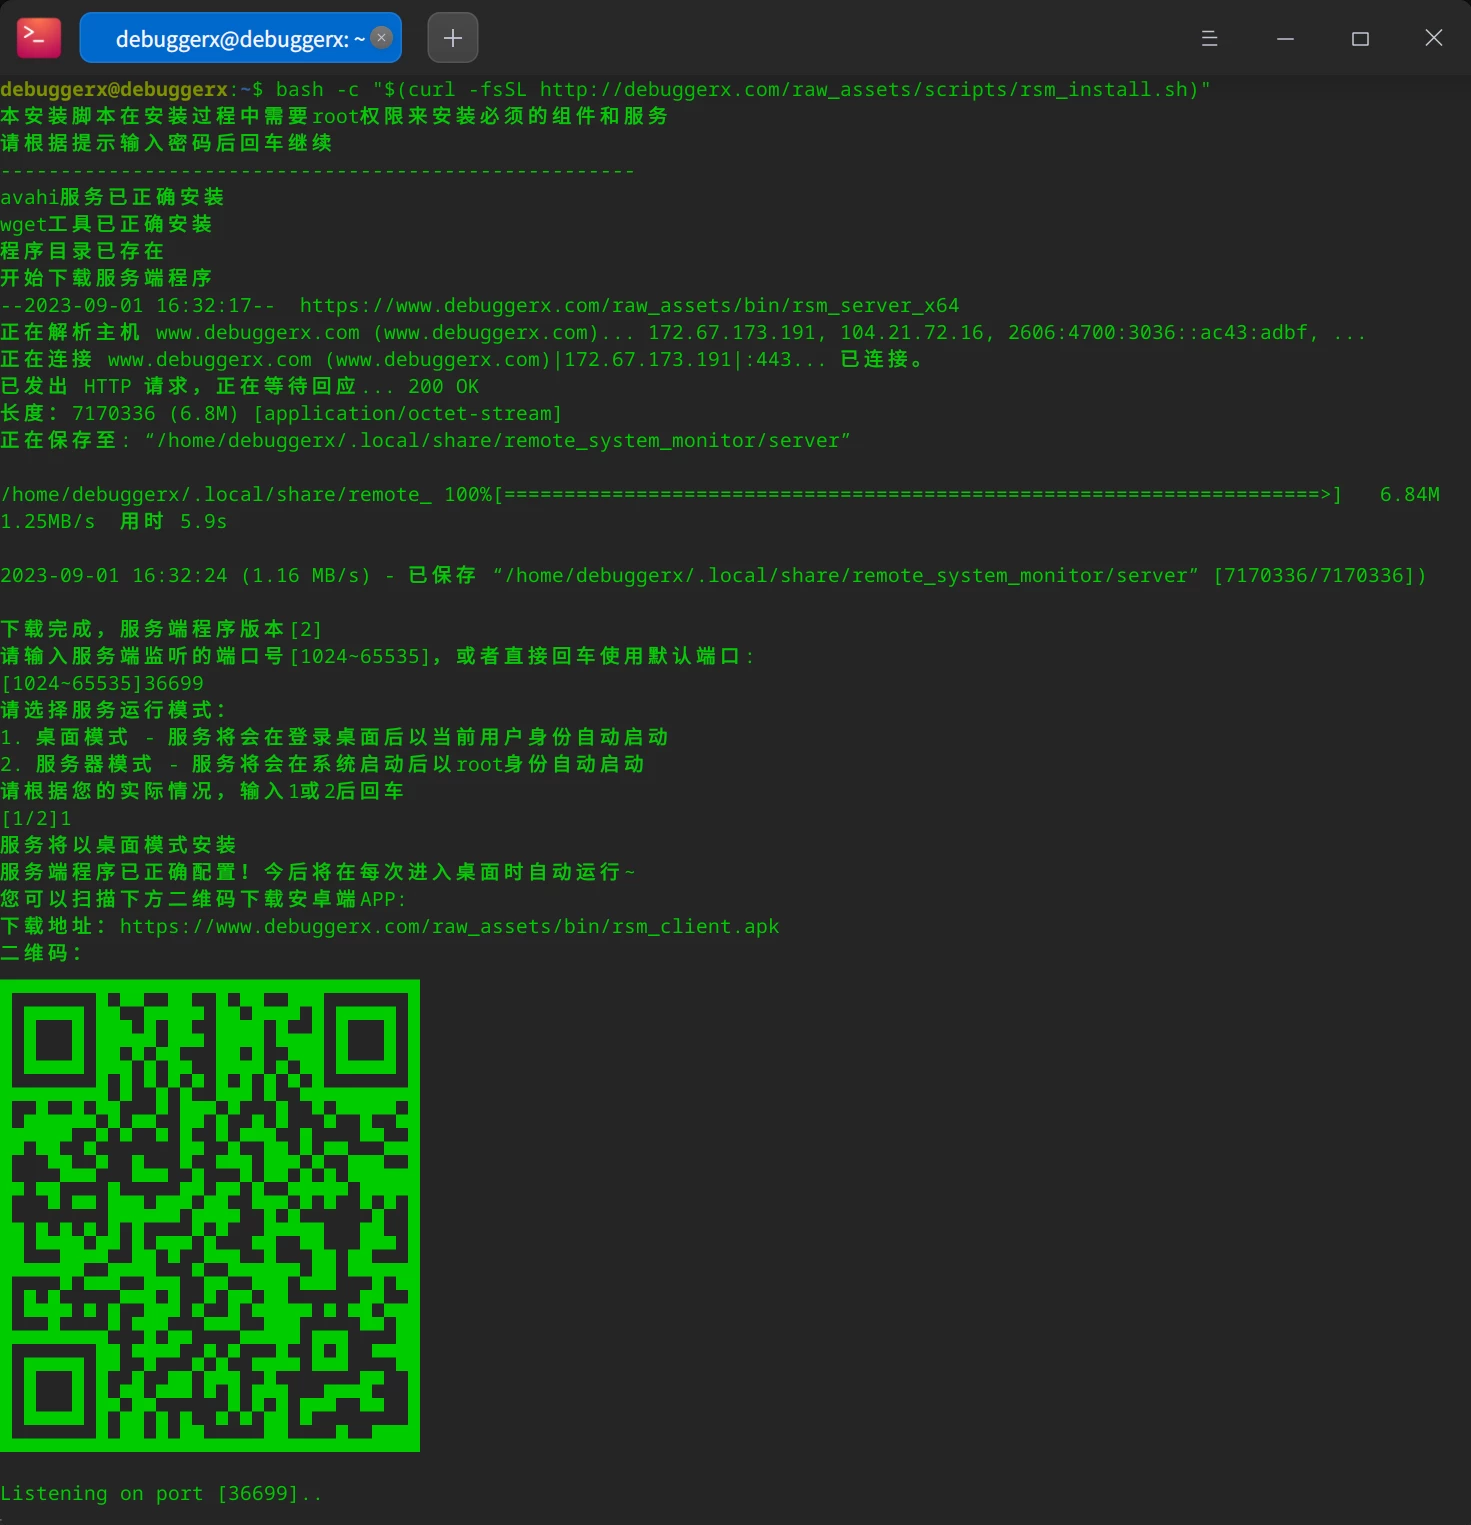 debuggerx@debuggerx: ~
debuggerx@debuggerx:~$ bash -c "$(curl -fsSL http://debuggerx.com/raw_assets/scripts/rsm_install.sh)"
本安装脚本在安装过程中需要root权限来安装必须的组件和服务
请根据提示输入密码后回车继续
-----------------------------------------------------
avahi服务已正确安装
wget工具已正确安装
程序目录已存在
开始下载服务端程序
--2023-09-01 16:32:17--  https://www.debuggerx.com/raw_assets/bin/rsm_server_x64
正在解析主机 www.debuggerx.com (www.debuggerx.com)... 172.67.173.191, 104.21.72.16, 2606:4700:3036::ac43:adbf, ...
正在连接 www.debuggerx.com (www.debuggerx.com)|172.67.173.191|:443... 已连接。
已发出 HTTP 请求，正在等待回应... 200 OK
长度：7170336 (6.8M) [application/octet-stream]
正在保存至: “/home/debuggerx/.local/share/remote_system_monitor/server”
/home/debuggerx/.local/share/remote_ 100%[====================================================================>]   6.84M
1.25MB/s  用时 5.9s
2023-09-01 16:32:24 (1.16 MB/s) - 已保存 “/home/debuggerx/.local/share/remote_system_monitor/server” [7170336/7170336])
下载完成，服务端程序版本[2]
请输入服务端监听的端口号[1024~65535]，或者直接回车使用默认端口:
[1024~65535]36699
请选择服务运行模式：
1. 桌面模式 - 服务将会在登录桌面后以当前用户身份自动启动
2. 服务器模式 - 服务将会在系统启动后以root身份自动启动
请根据您的实际情况，输入1或2后回车
[1/2]1
服务将以桌面模式安装
服务端程序已正确配置！今后将在每次进入桌面时自动运行~
您可以扫描下方二维码下载安卓端APP:
下载地址：https://www.debuggerx.com/raw_assets/bin/rsm_client.apk
二维码：
Listening on port [36699]..